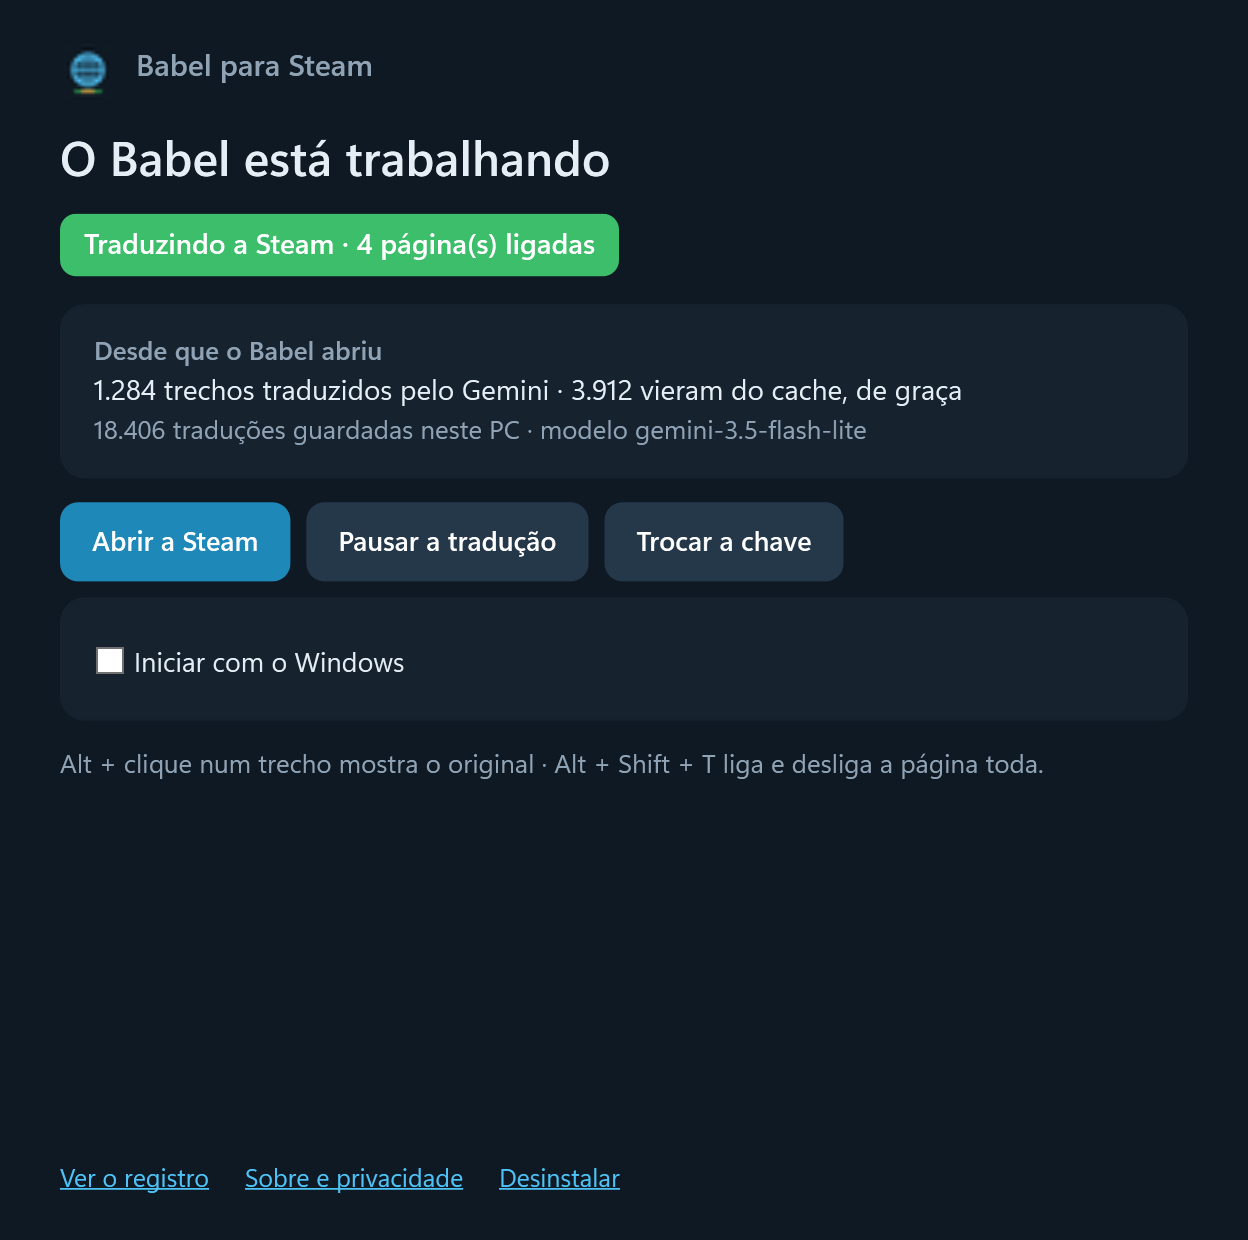 Babel para Steam
O Babel está trabalhando
Traduzindo a Steam · 4 página(s) ligadas
Desde que o Babel abriu
1.284 trechos traduzidos pelo Gemini · 3.912 vieram do cache, de graça
18.406 traduções guardadas neste PC · modelo gemini-3.5-flash-lite
Abrir a Steam
Pausar a tradução
Trocar a chave
Iniciar com o Windows
Alt + clique num trecho mostra o original · Alt + Shift + T liga e desliga a página toda.
Ver o registro
Sobre e privacidade
Desinstalar